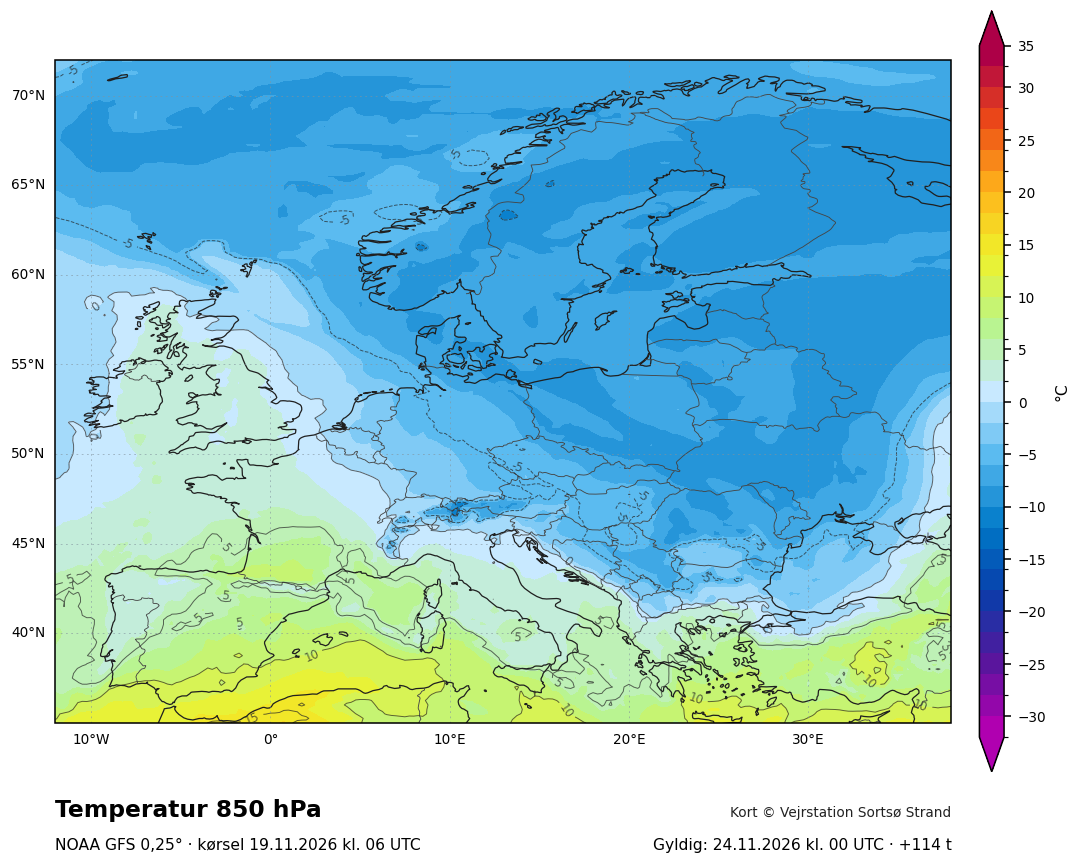 70°N
65°N
60°N
55°N
50°N
45°N
40°N
10°W
0°
10°E
20°E
30°E
35
30
25
20
15
10
5
0
−5
−10
−15
−20
−25
−30
°C
Temperatur 850 hPa
Kort © Vejrstation Sortsø Strand
NOAA GFS 0,25° · kørsel 19.11.2026 kl. 06 UTC
Gyldig: 24.11.2026 kl. 00 UTC · +114 t